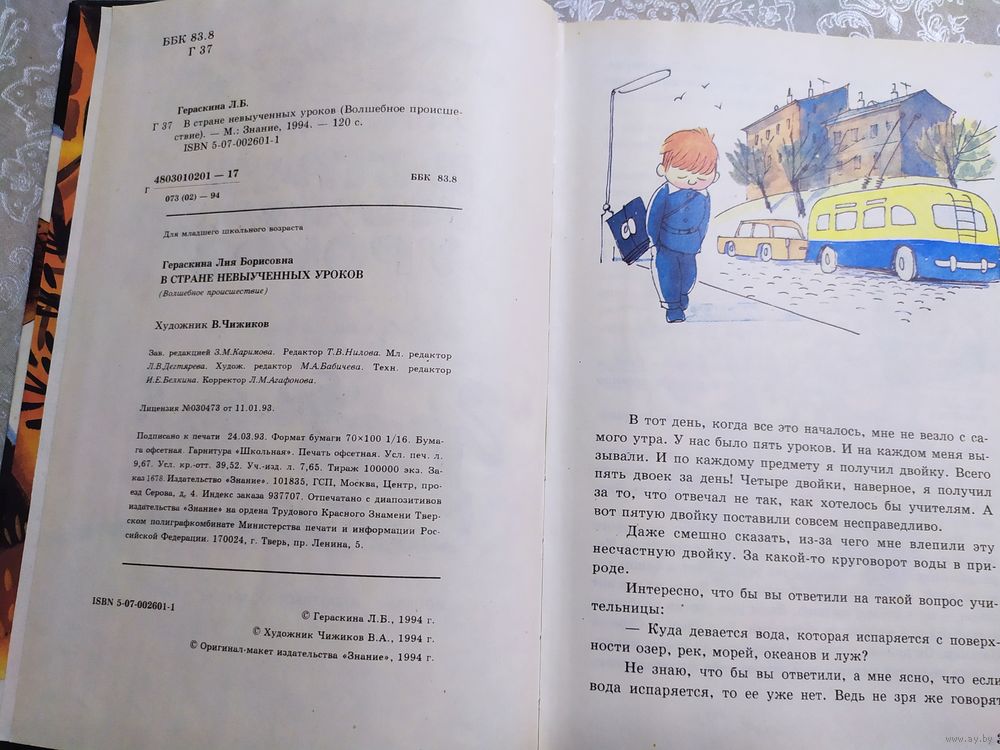 ББК 83.8
Г 37
Гераскина Л.Б.
Г 37 В стране невыученных уроков (Волшебное происше-
ствие). — М.: Знание, 1994. — 120 с.
ISBN 5-07-002601-1
Г 4803010201 — 17
073 (02) — 94
ББК 83.8
Для младшего школьного возраста
Гераскина Лия Борисовна
В СТРАНЕ НЕВЫУЧЕННЫХ УРОКОВ
(Волшебное происшествие)
Художник В.Чижиков
Зав. редакцией З.М.Каримова. Редактор Т.В.Нилова. Мл. редактор
Л.В.Дегтярева. Худож. редактор М.А.Бабичева. Техн. редактор
И.Е.Белкина. Корректор Л.М.Агафонова.
Лицензия №030473 от 11.01.93.
Подписано к печати 24.03.93. Формат бумаги 70×100 1/16. Бума-
га офсетная. Гарнитура «Школьная». Печать офсетная. Усл. печ. л.
9,67. Усл. кр.-отт. 39,52. Уч.-изд. л. 7,65. Тираж 100000 экз. За-
каз 1678. Издательство «Знание». 101835, ГСП, Москва, Центр, про-
езд Серова, д. 4. Индекс заказа 937707. Отпечатано с диапозитивов
издательства «Знание» на ордена Трудового Красного Знамени Твер-
ском полиграфкомбинате Министерства печати и информации Рос-
сийской Федерации. 170024, г. Тверь, пр. Ленина, 5.
ISBN 5-07-002601-1
© Гераскина Л.Б., 1994 г.
© Художник Чижиков В.А., 1994 г.
© Оригинал-макет издательства «Знание», 1994 г.
В тот день, когда все это началось, мне не везло с са-
мого утра. У нас было пять уроков. И на каждом меня вы-
зывали. И по каждому предмету я получил двойку. Всего
пять двоек за день! Четыре двойки, наверное, я получил
за то, что отвечал не так, как хотелось бы учителям. А
вот пятую двойку поставили совсем несправедливо.
Даже смешно сказать, из-за чего мне влепили эту
несчастную двойку. За какой-то круговорот воды в при-
роде.
Интересно, что бы вы ответили на такой вопрос учи-
тельницы:
— Куда девается вода, которая испаряется с поверх-
ности озер, рек, морей, океанов и луж?
Не знаю, что бы вы ответили, а мне ясно, что если
вода испаряется, то ее уже нет. Ведь не зря же говорят
www.ay.by